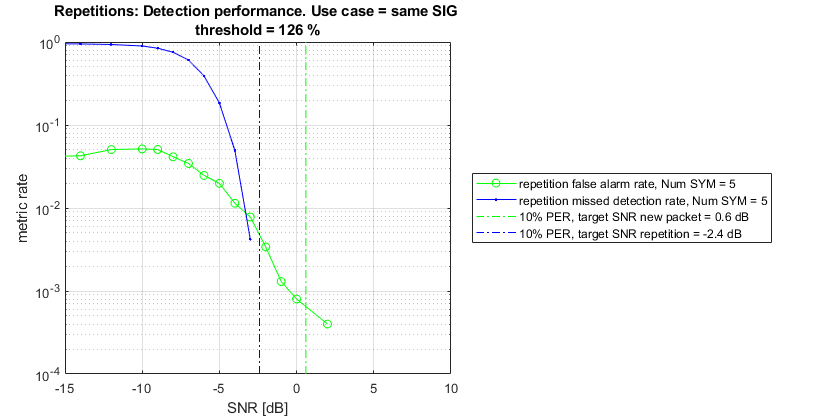 Repetitions: Detection performance. Use case = same SIG
threshold = 126 %
10^0
10^-1
10^-2
10^-3
10^-4
metric rate
-15 -10 -5 0 5 10
SNR [dB]
repetition false alarm rate, Num SYM = 5
repetition missed detection rate, Num SYM = 5
10% PER, target SNR new packet = 0.6 dB
10% PER, target SNR repetition = -2.4 dB